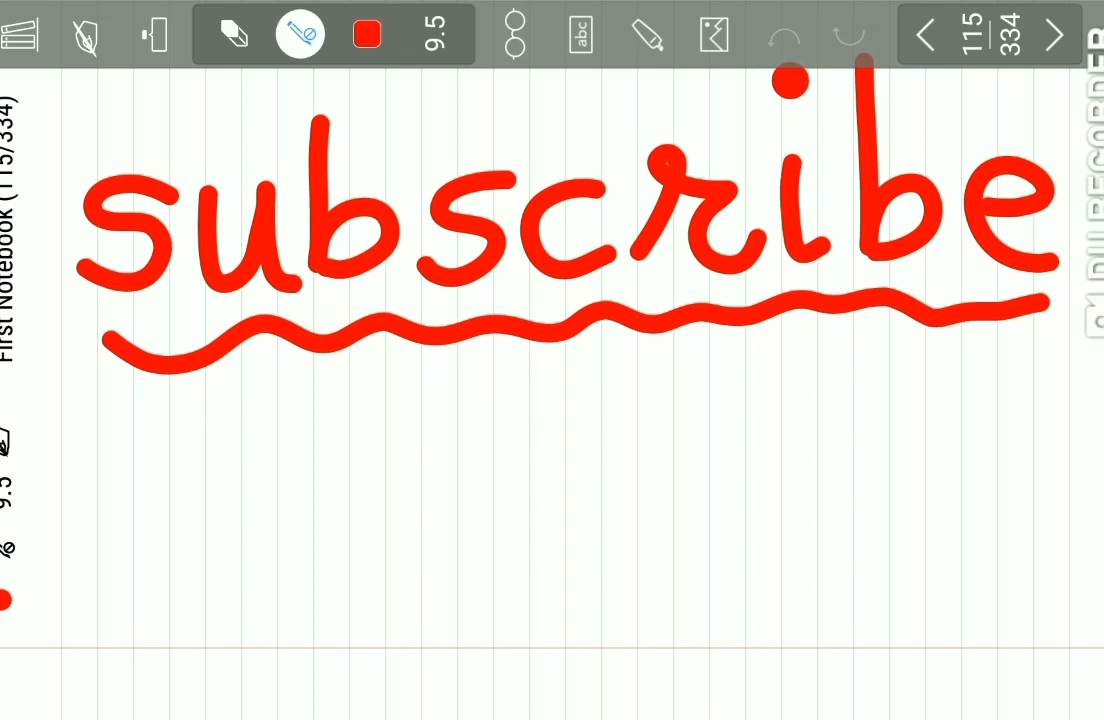 subscribe
9.5
abc
115
334
First Notebook (115/334)
9.5
DU RECORDER